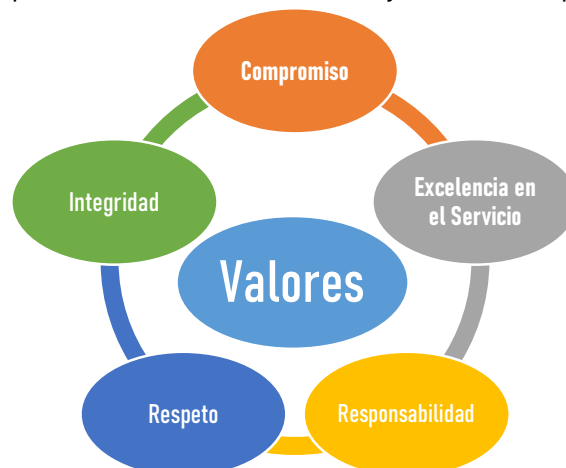 Compromiso
Excelencia en
el Servicio
Integridad
Valores
Respeto
Responsabilidad